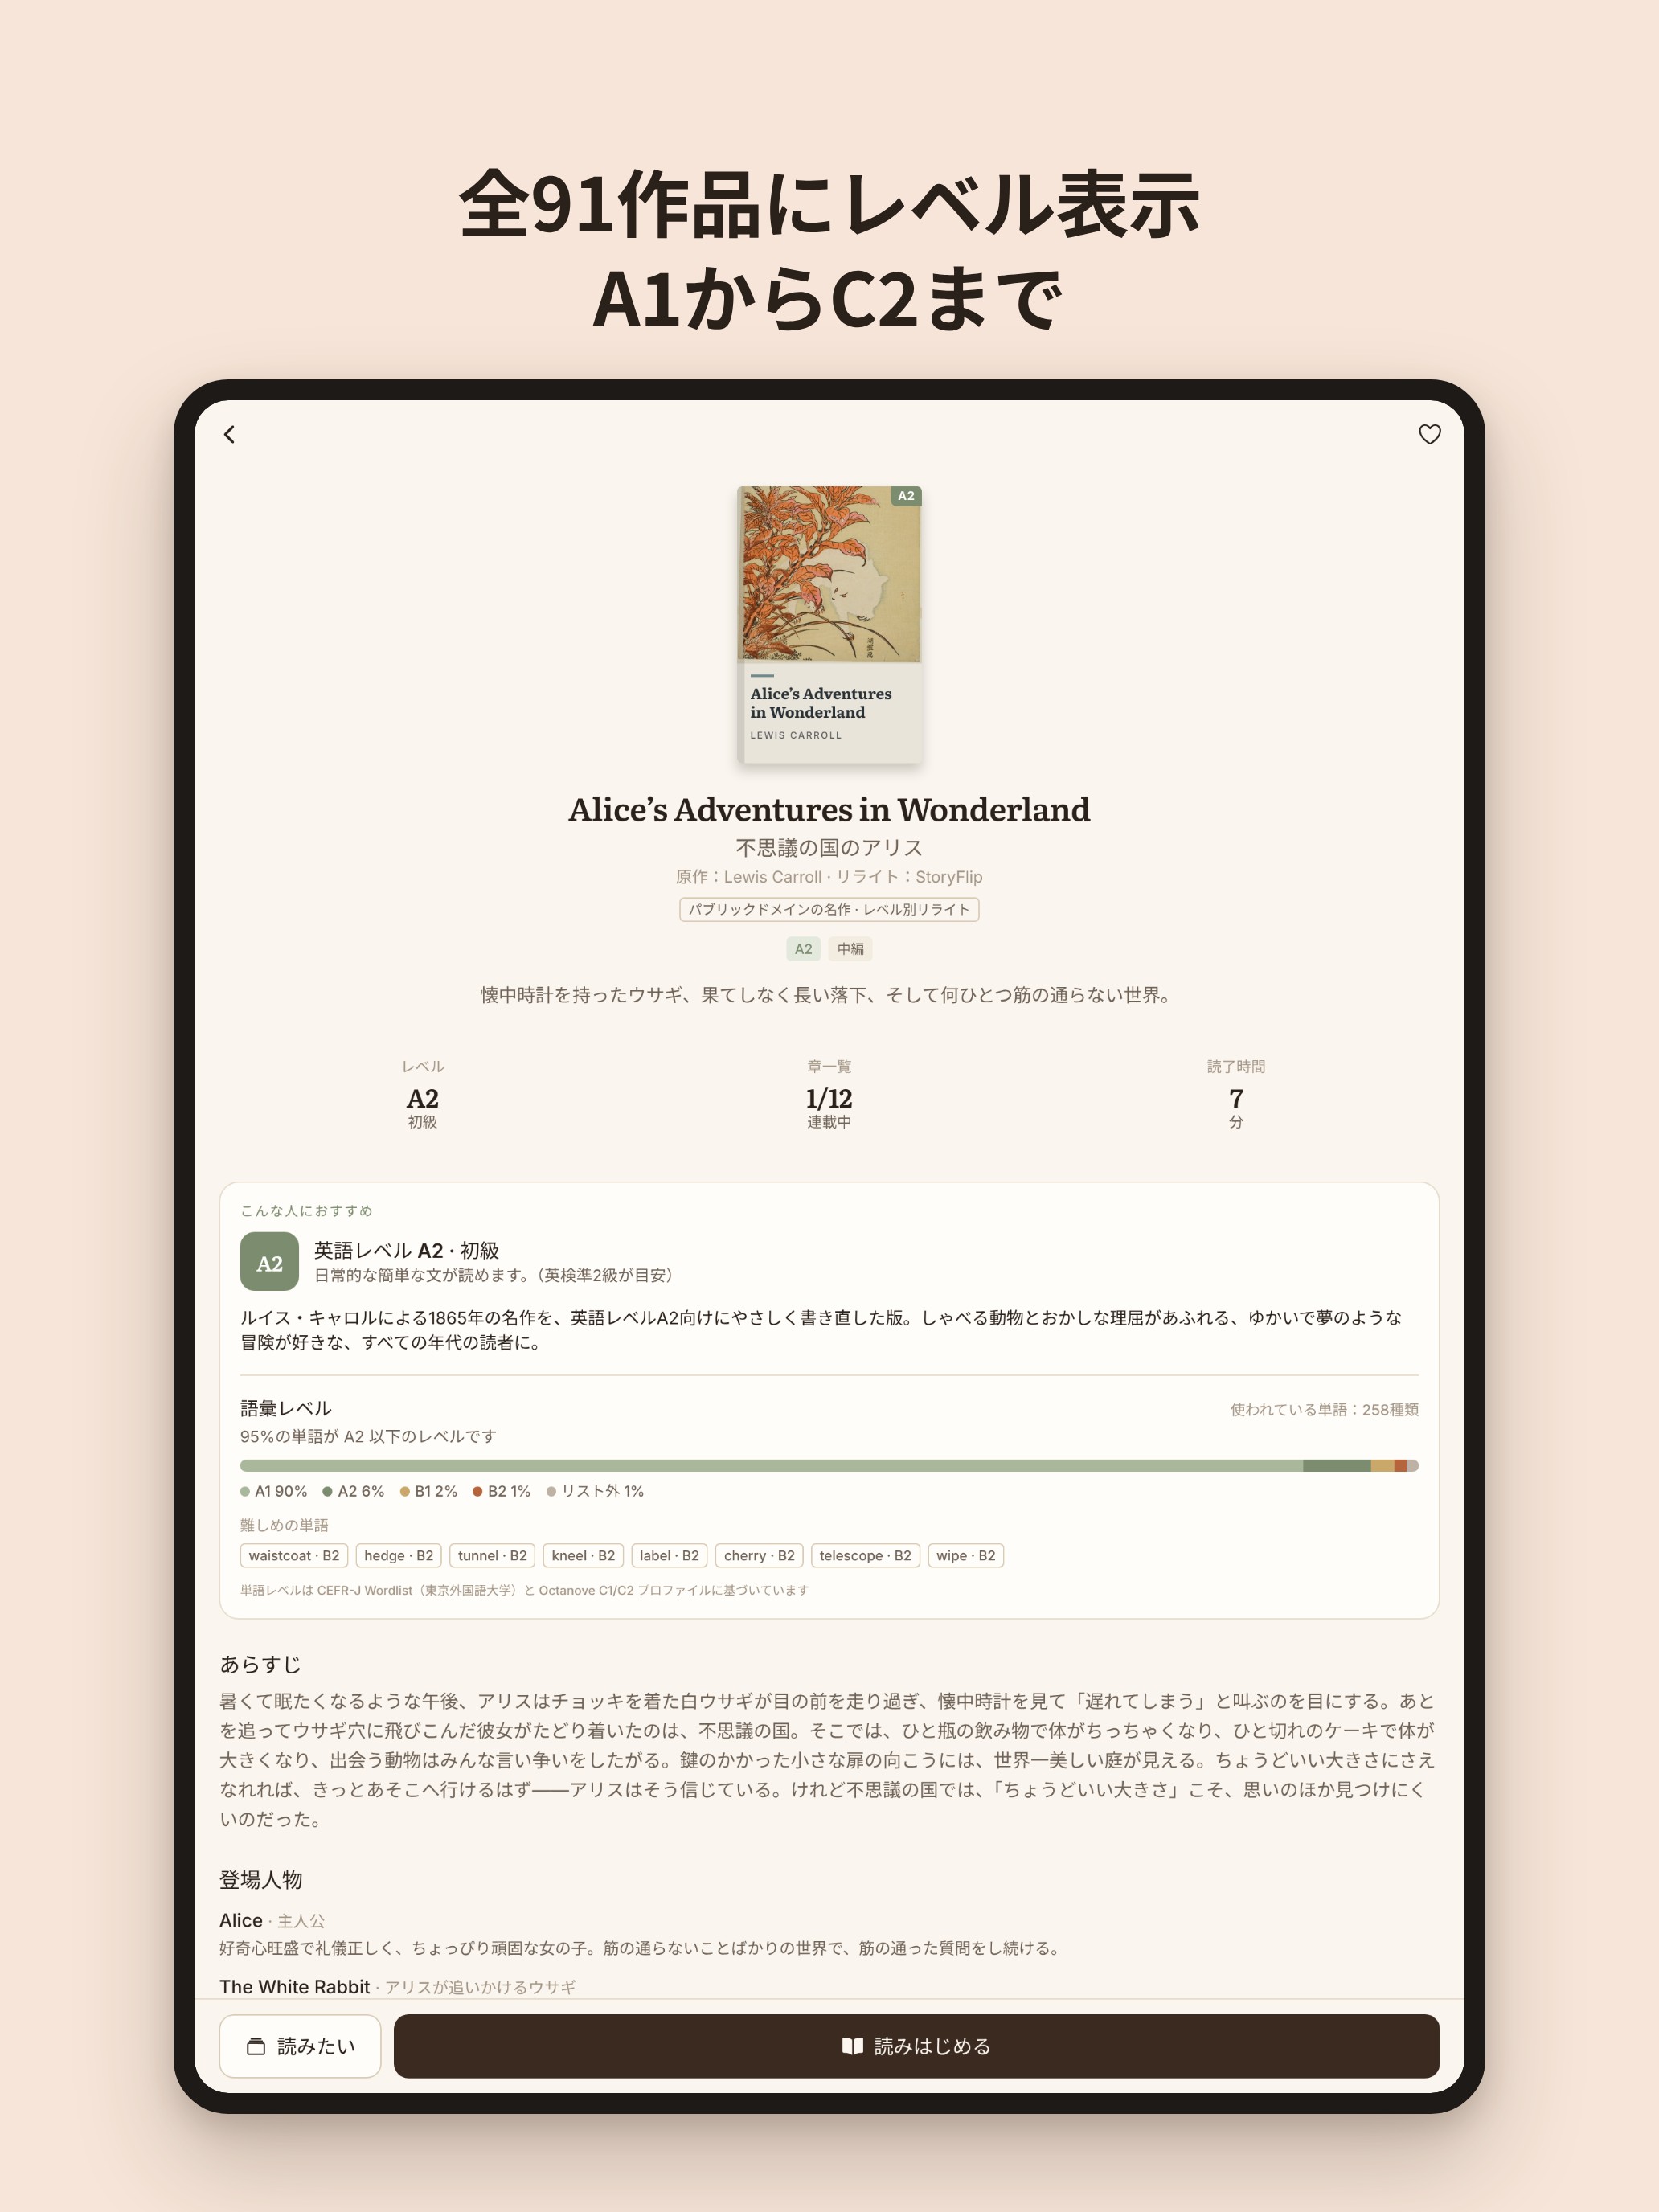 全91作品にレベル表示
A1からC2まで
A2
Alice's Adventures
in Wonderland
LEWIS CARROLL
Alice's Adventures in Wonderland
不思議の国のアリス
原作：Lewis Carroll · リライト：StoryFlip
パブリックドメインの名作 · レベル別リライト
A2 中編
懐中時計を持ったウサギ、果てしなく長い落下、そして何ひとつ筋の通らない世界。
レベル 章一覧 読了時間
A2 1/12 7
初級 連載中 分
こんな人におすすめ
A2
英語レベル A2 · 初級
日常的な簡単な文が読めます。（英検準2級が目安）
ルイス・キャロルによる1865年の名作を、英語レベルA2向けにやさしく書き直した版。しゃべる動物とおかしな理屈があふれる、ゆかいで夢のような
冒険が好きな、すべての年代の読者に。
語彙レベル 使われている単語：258種類
95%の単語が A2 以下のレベルです
A1 90% A2 6% B1 2% B2 1% リスト外 1%
難しめの単語
waistcoat · B2 hedge · B2 tunnel · B2 kneel · B2 label · B2 cherry · B2 telescope · B2 wipe · B2
単語レベルは CEFR-J Wordlist（東京外国語大学）と Octanove C1/C2 プロファイルに基づいています
あらすじ
暑くて眠たくなるような午後、アリスはチョッキを着た白ウサギが目の前を走り過ぎ、懐中時計を見て「遅れてしまう」と叫ぶのを目にする。あと
を追ってウサギ穴に飛びこんだ彼女がたどり着いたのは、不思議の国。そこでは、ひと瓶の飲み物で体がちっちゃくなり、ひと切れのケーキで体が
大きくなり、出会う動物はみんな言い争いをしたがる。鍵のかかった小さな扉の向こうには、世界一美しい庭が見える。ちょうどいい大きさにさえ
なれれば、きっとあそこへ行けるはず——アリスはそう信じている。けれど不思議の国では、「ちょうどいい大きさ」こそ、思いのほか見つけにく
いのだった。
登場人物
Alice · 主人公
好奇心旺盛で礼儀正しく、ちょっぴり頑固な女の子。筋の通らないことばかりの世界で、筋の通った質問をし続ける。
The White Rabbit · アリスが追いかけるウサギ
読みたい 読みはじめる